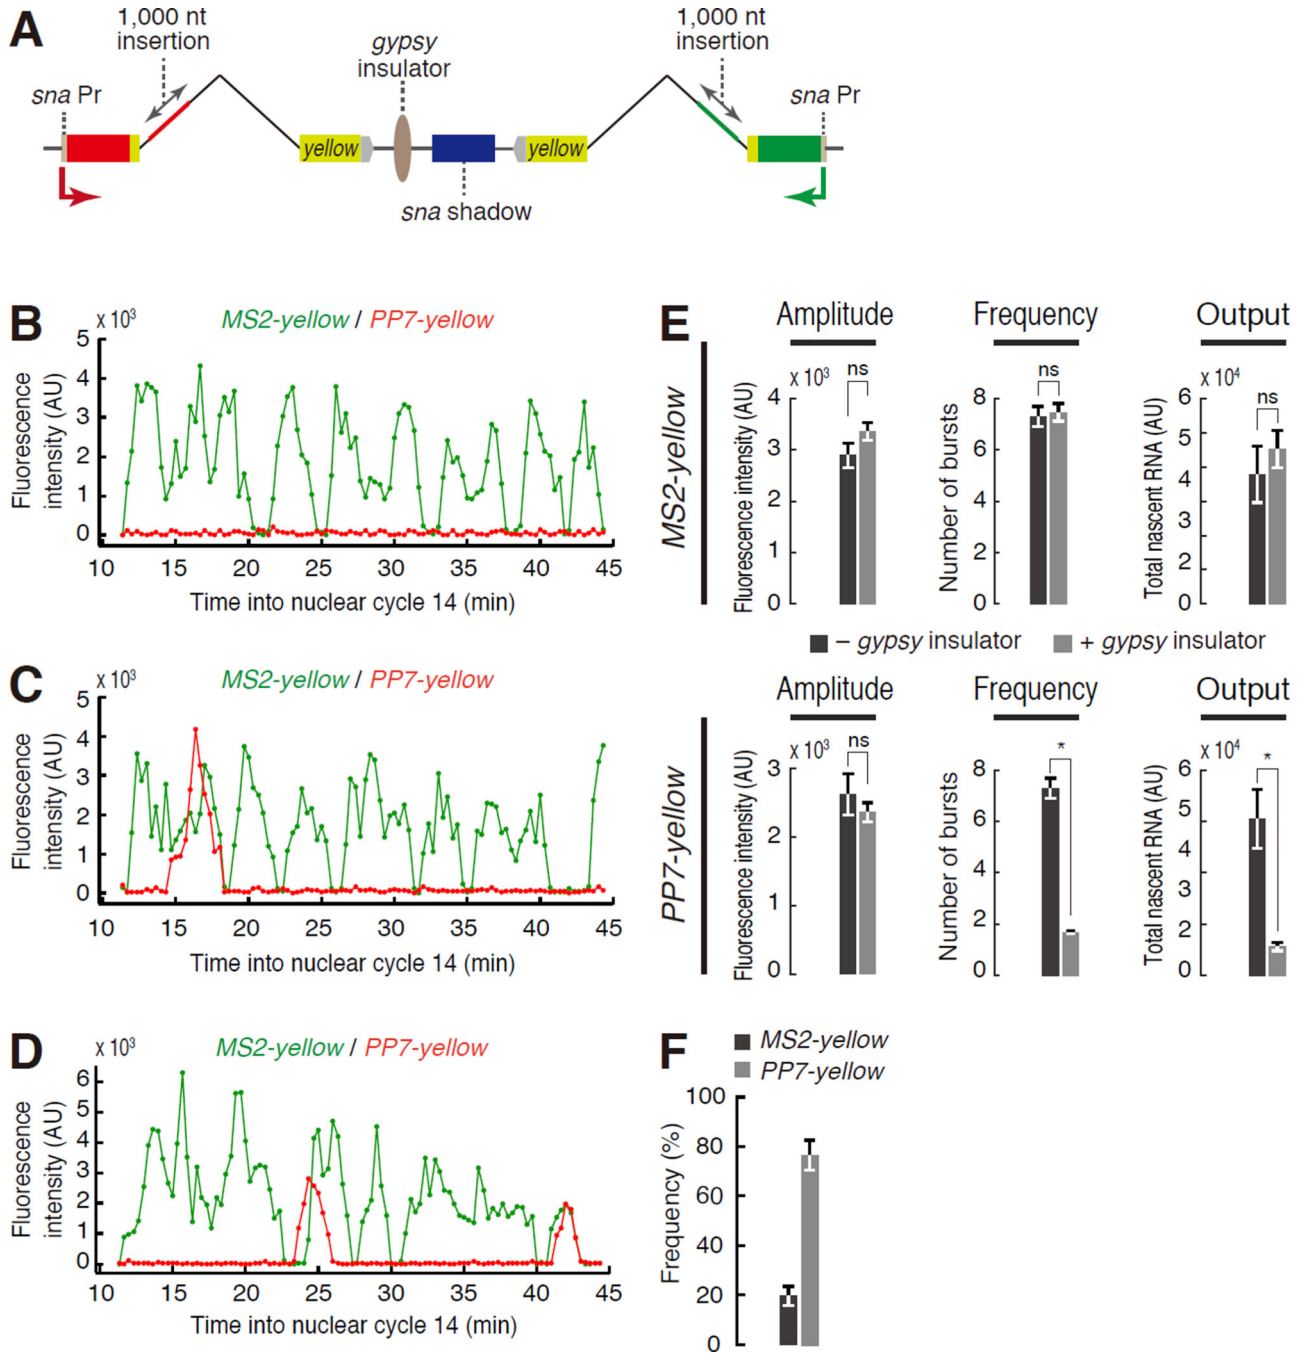 A
1,000 nt
insertion
gypsy
insulator
1,000 nt
insertion
sna Pr
sna Pr
yellow
yellow
sna shadow
B
x 10³
MS2-yellow / PP7-yellow
Fluorescence
intensity (AU)
5
4
3
2
1
0
10 15 20 25 30 35 40 45
Time into nuclear cycle 14 (min)
C
x 10³
MS2-yellow / PP7-yellow
Fluorescence
intensity (AU)
5
4
3
2
1
0
10 15 20 25 30 35 40 45
Time into nuclear cycle 14 (min)
D
x 10³
MS2-yellow / PP7-yellow
Fluorescence
intensity (AU)
6
5
4
3
2
1
0
10 15 20 25 30 35 40 45
Time into nuclear cycle 14 (min)
E
MS2-yellow
Amplitude
x 10³
Fluorescence intensity (AU)
4
3
2
1
0
ns
Frequency
Number of bursts
8
6
4
2
0
ns
Output
x 10⁴
Total nascent RNA (AU)
6
5
4
3
2
0
ns
– gypsy insulator + gypsy insulator
PP7-yellow
Amplitude
x 10³
Fluorescence intensity (AU)
3
2
1
0
ns
Frequency
Number of bursts
8
6
4
2
0
*
Output
x 10⁴
Total nascent RNA (AU)
6
5
4
3
2
0
*
F
MS2-yellow
PP7-yellow
Frequency (%)
100
80
60
40
20
0